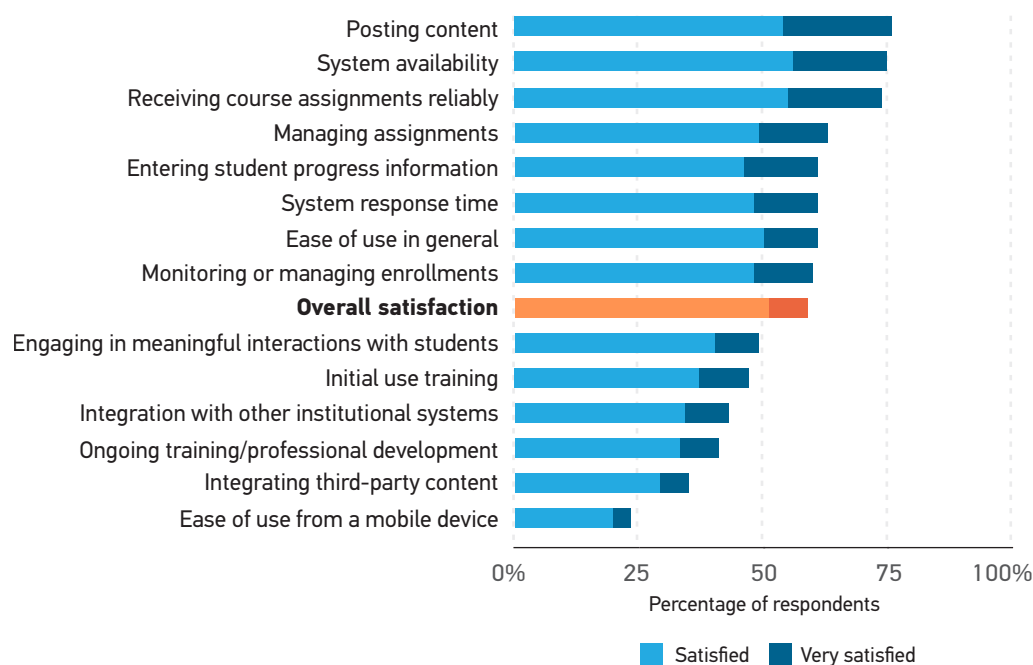 Posting content
System availability
Receiving course assignments reliably
Managing assignments
Entering student progress information
System response time
Ease of use in general
Monitoring or managing enrollments
Overall satisfaction
Engaging in meaningful interactions with students
Initial use training
Integration with other institutional systems
Ongoing training/professional development
Integrating third-party content
Ease of use from a mobile device
0% 25 50 75 100%
Percentage of respondents
Satisfied Very satisfied